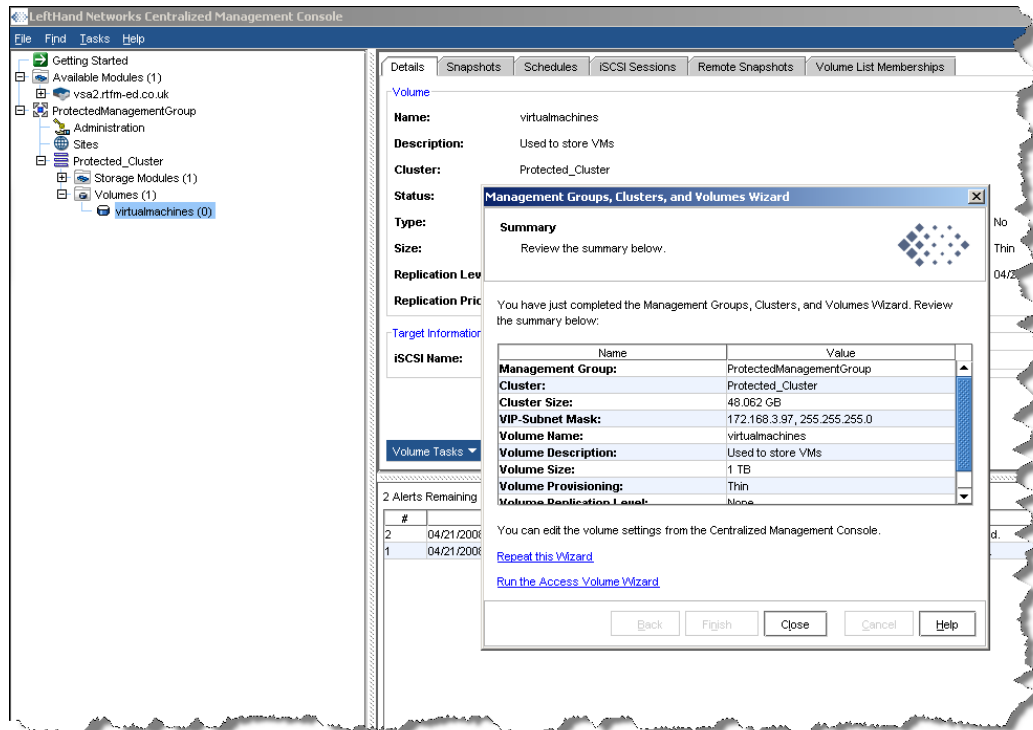 LeftHand Networks Centralized Management Console
File Find Tasks Help
Getting Started
Available Modules (1)
vsa2.rtfm-ed.co.uk
ProtectedManagementGroup
Administration
Sites
Protected_Cluster
Storage Modules (1)
Volumes (1)
virtualmachines (0)
Details Snapshots Schedules iSCSI Sessions Remote Snapshots Volume List Memberships
Volume
Name: virtualmachines
Description: Used to store VMs
Cluster: Protected_Cluster
Status:
Type: No
Size: Thin
Replication Lev 04/2
Replication Pric
Target Information
iSCSI Name:
Volume Tasks
2 Alerts Remaining
#
2 04/21/2008 d.
1 04/21/2008
Management Groups, Clusters, and Volumes Wizard
Summary
Review the summary below.
You have just completed the Management Groups, Clusters, and Volumes Wizard. Review
the summary below:
Name Value
Management Group: ProtectedManagementGroup
Cluster: Protected_Cluster
Cluster Size: 48.062 GB
VIP-Subnet Mask: 172.168.3.97, 255.255.255.0
Volume Name: virtualmachines
Volume Description: Used to store VMs
Volume Size: 1 TB
Volume Provisioning: Thin
Volume Replication Level: None
You can edit the volume settings from the Centralized Management Console.
Repeat this Wizard
Run the Access Volume Wizard
Back Finish Close Cancel Help